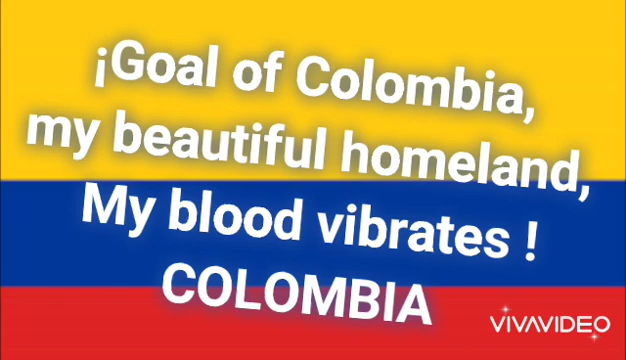 ¡Goal of Colombia,
my beautiful homeland,
My blood vibrates !
COLOMBIA
VIVAVIDEO